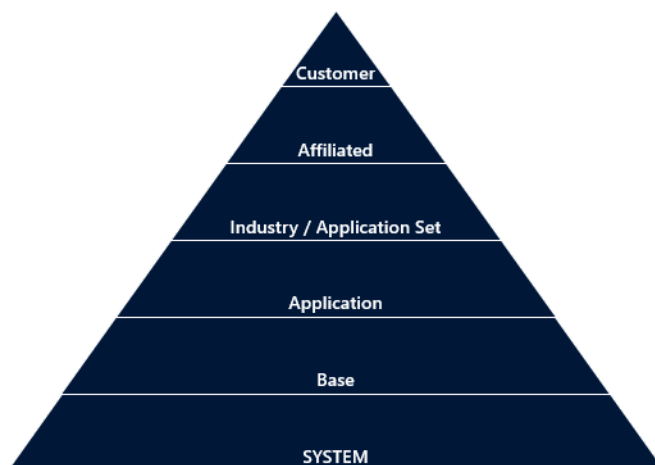 Customer
Affiliated
Industry / Application Set
Application
Base
SYSTEM